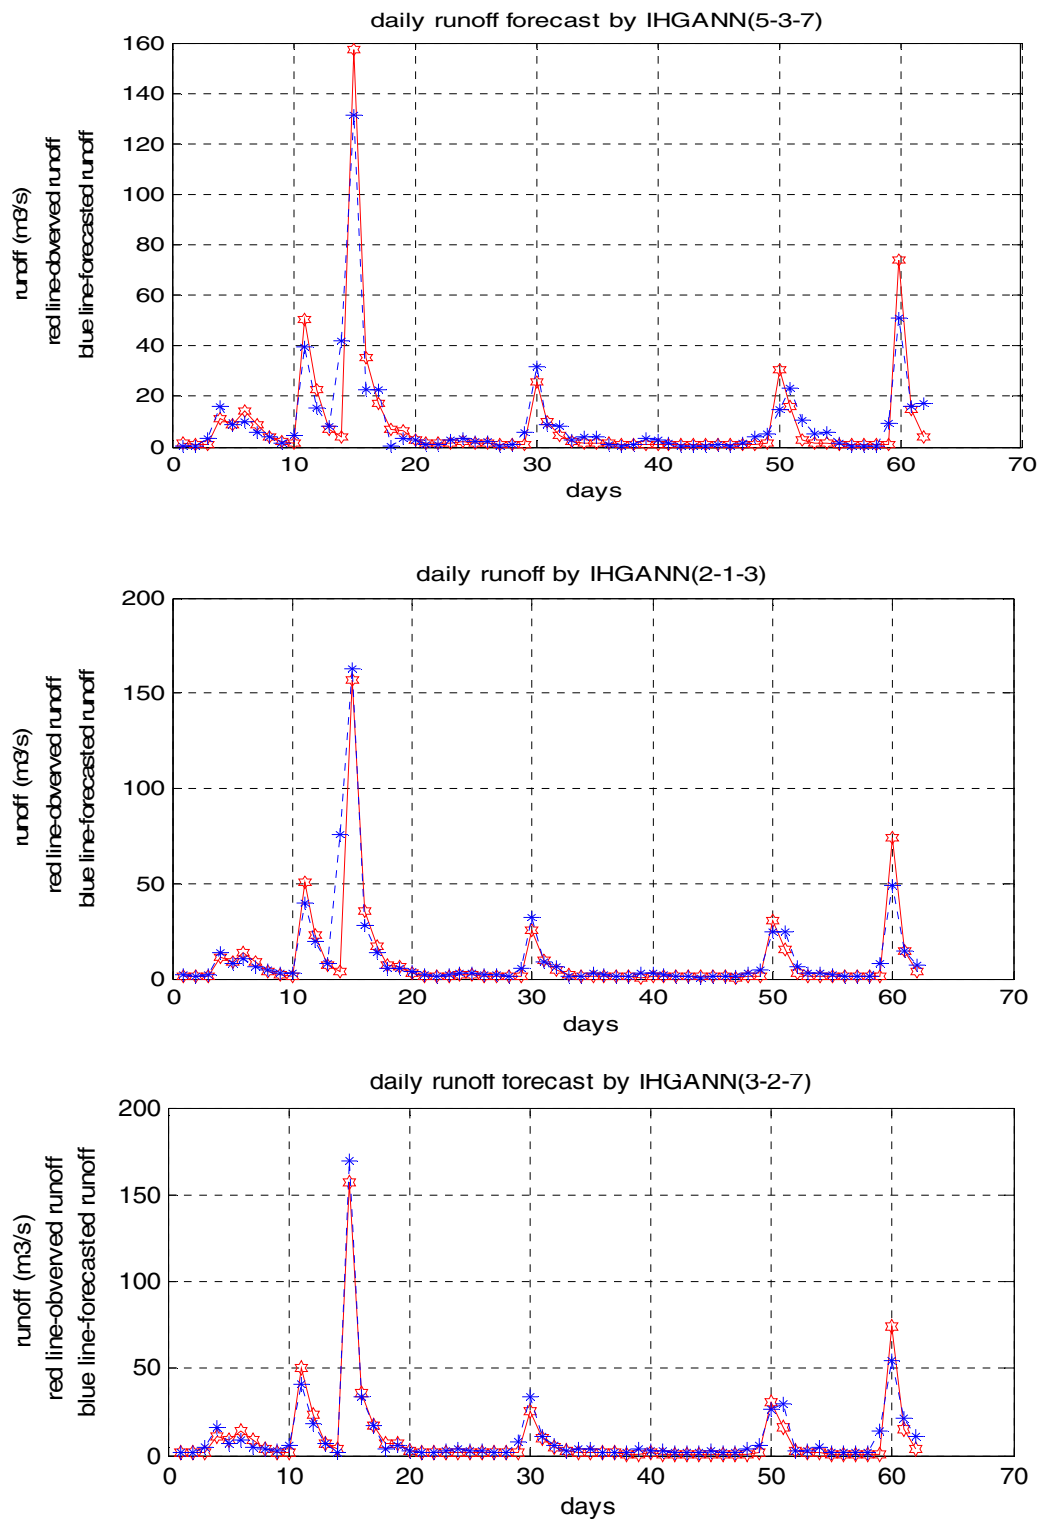 daily runoff forecast by IHGANN(5-3-7)
runoff (m3/s)
red line-obverved runoff
blue line-forecasted runoff
160
140
120
100
80
60
40
20
0
0 10 20 30 40 50 60 70
days
daily runoff by IHGANN(2-1-3)
runoff (m3/s)
red line-obverved runoff
blue line-forecasted runoff
200
150
100
50
0
0 10 20 30 40 50 60 70
days
daily runoff forecast by IHGANN(3-2-7)
runoff (m3/s)
red line-obverved runoff
blue line-forecasted runoff
200
150
100
50
0
0 10 20 30 40 50 60 70
days